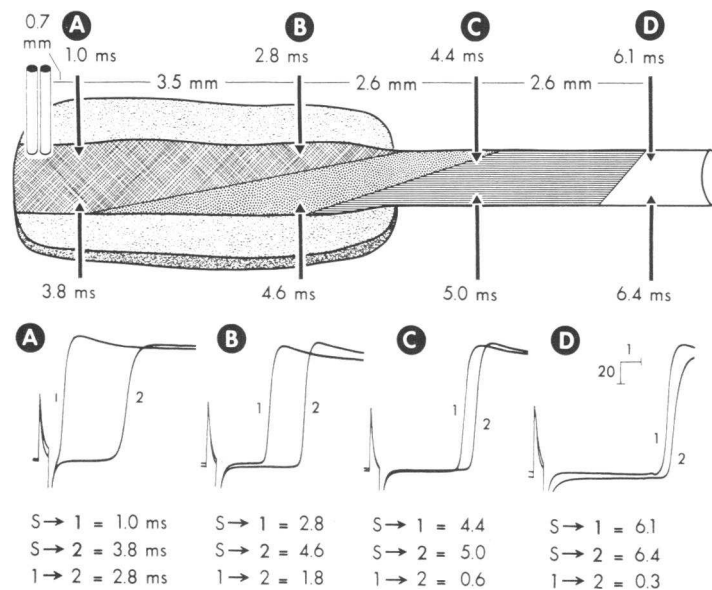 0.7 A B C D
mm 1.0 ms 2.8 ms 4.4 ms 6.1 ms
3.5 mm 2.6 mm 2.6 mm
3.8 ms 4.6 ms 5.0 ms 6.4 ms
A B C D
1
20
1 2 1 2 1 2 1 2
S→ 1 = 1.0 ms S→ 1 = 2.8 S→ 1 = 4.4 S→ 1 = 6.1
S→ 2 = 3.8 ms S→ 2 = 4.6 S→ 2 = 5.0 S→ 2 = 6.4
1→ 2 = 2.8 ms 1→ 2 = 1.8 1→ 2 = 0.6 1→ 2 = 0.3